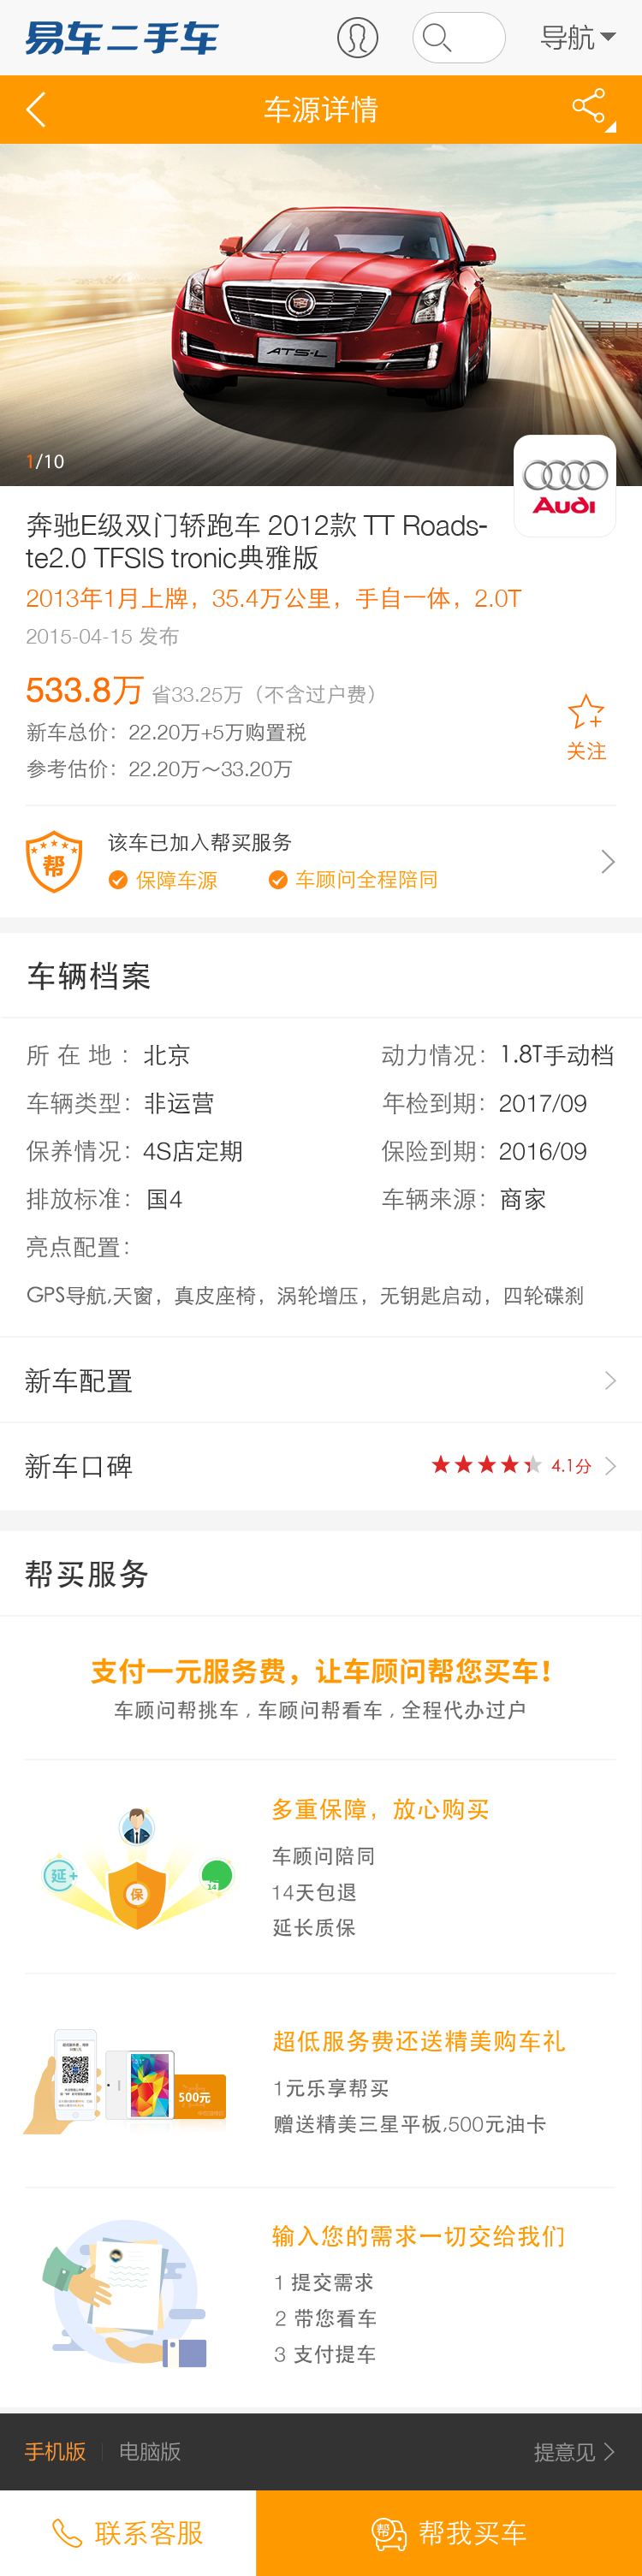 易车二手车
导航
车源详情
ATS-L
1/10
Audi
奔驰E级双门轿跑车 2012款 TT Roads-
te2.0 TFSIS tronic典雅版
2013年1月上牌，35.4万公里，手自一体，2.0T
2015-04-15 发布
533.8万 省33.25万（不含过户费）
新车总价：22.20万+5万购置税
关注
参考估价：22.20万～33.20万
帮
该车已加入帮买服务
保障车源 车顾问全程陪同
车辆档案
所 在 地 ：北京 动力情况：1.8T手动档
车辆类型：非运营 年检到期：2017/09
保养情况：4S店定期 保险到期：2016/09
排放标准：国4 车辆来源：商家
亮点配置：
GPS导航,天窗，真皮座椅，涡轮增压，无钥匙启动，四轮碟刹
新车配置
新车口碑 4.1分
帮买服务
支付一元服务费，让车顾问帮您买车！
车顾问帮挑车 , 车顾问帮看车 , 全程代办过户
延+
保
14
多重保障，放心购买
车顾问陪同
14天包退
延长质保
500元
超低服务费还送精美购车礼
1元乐享帮买
赠送精美三星平板,500元油卡
输入您的需求一切交给我们
1 提交需求
2 带您看车
3 支付提车
手机版 电脑版 提意见
联系客服 帮 帮我买车